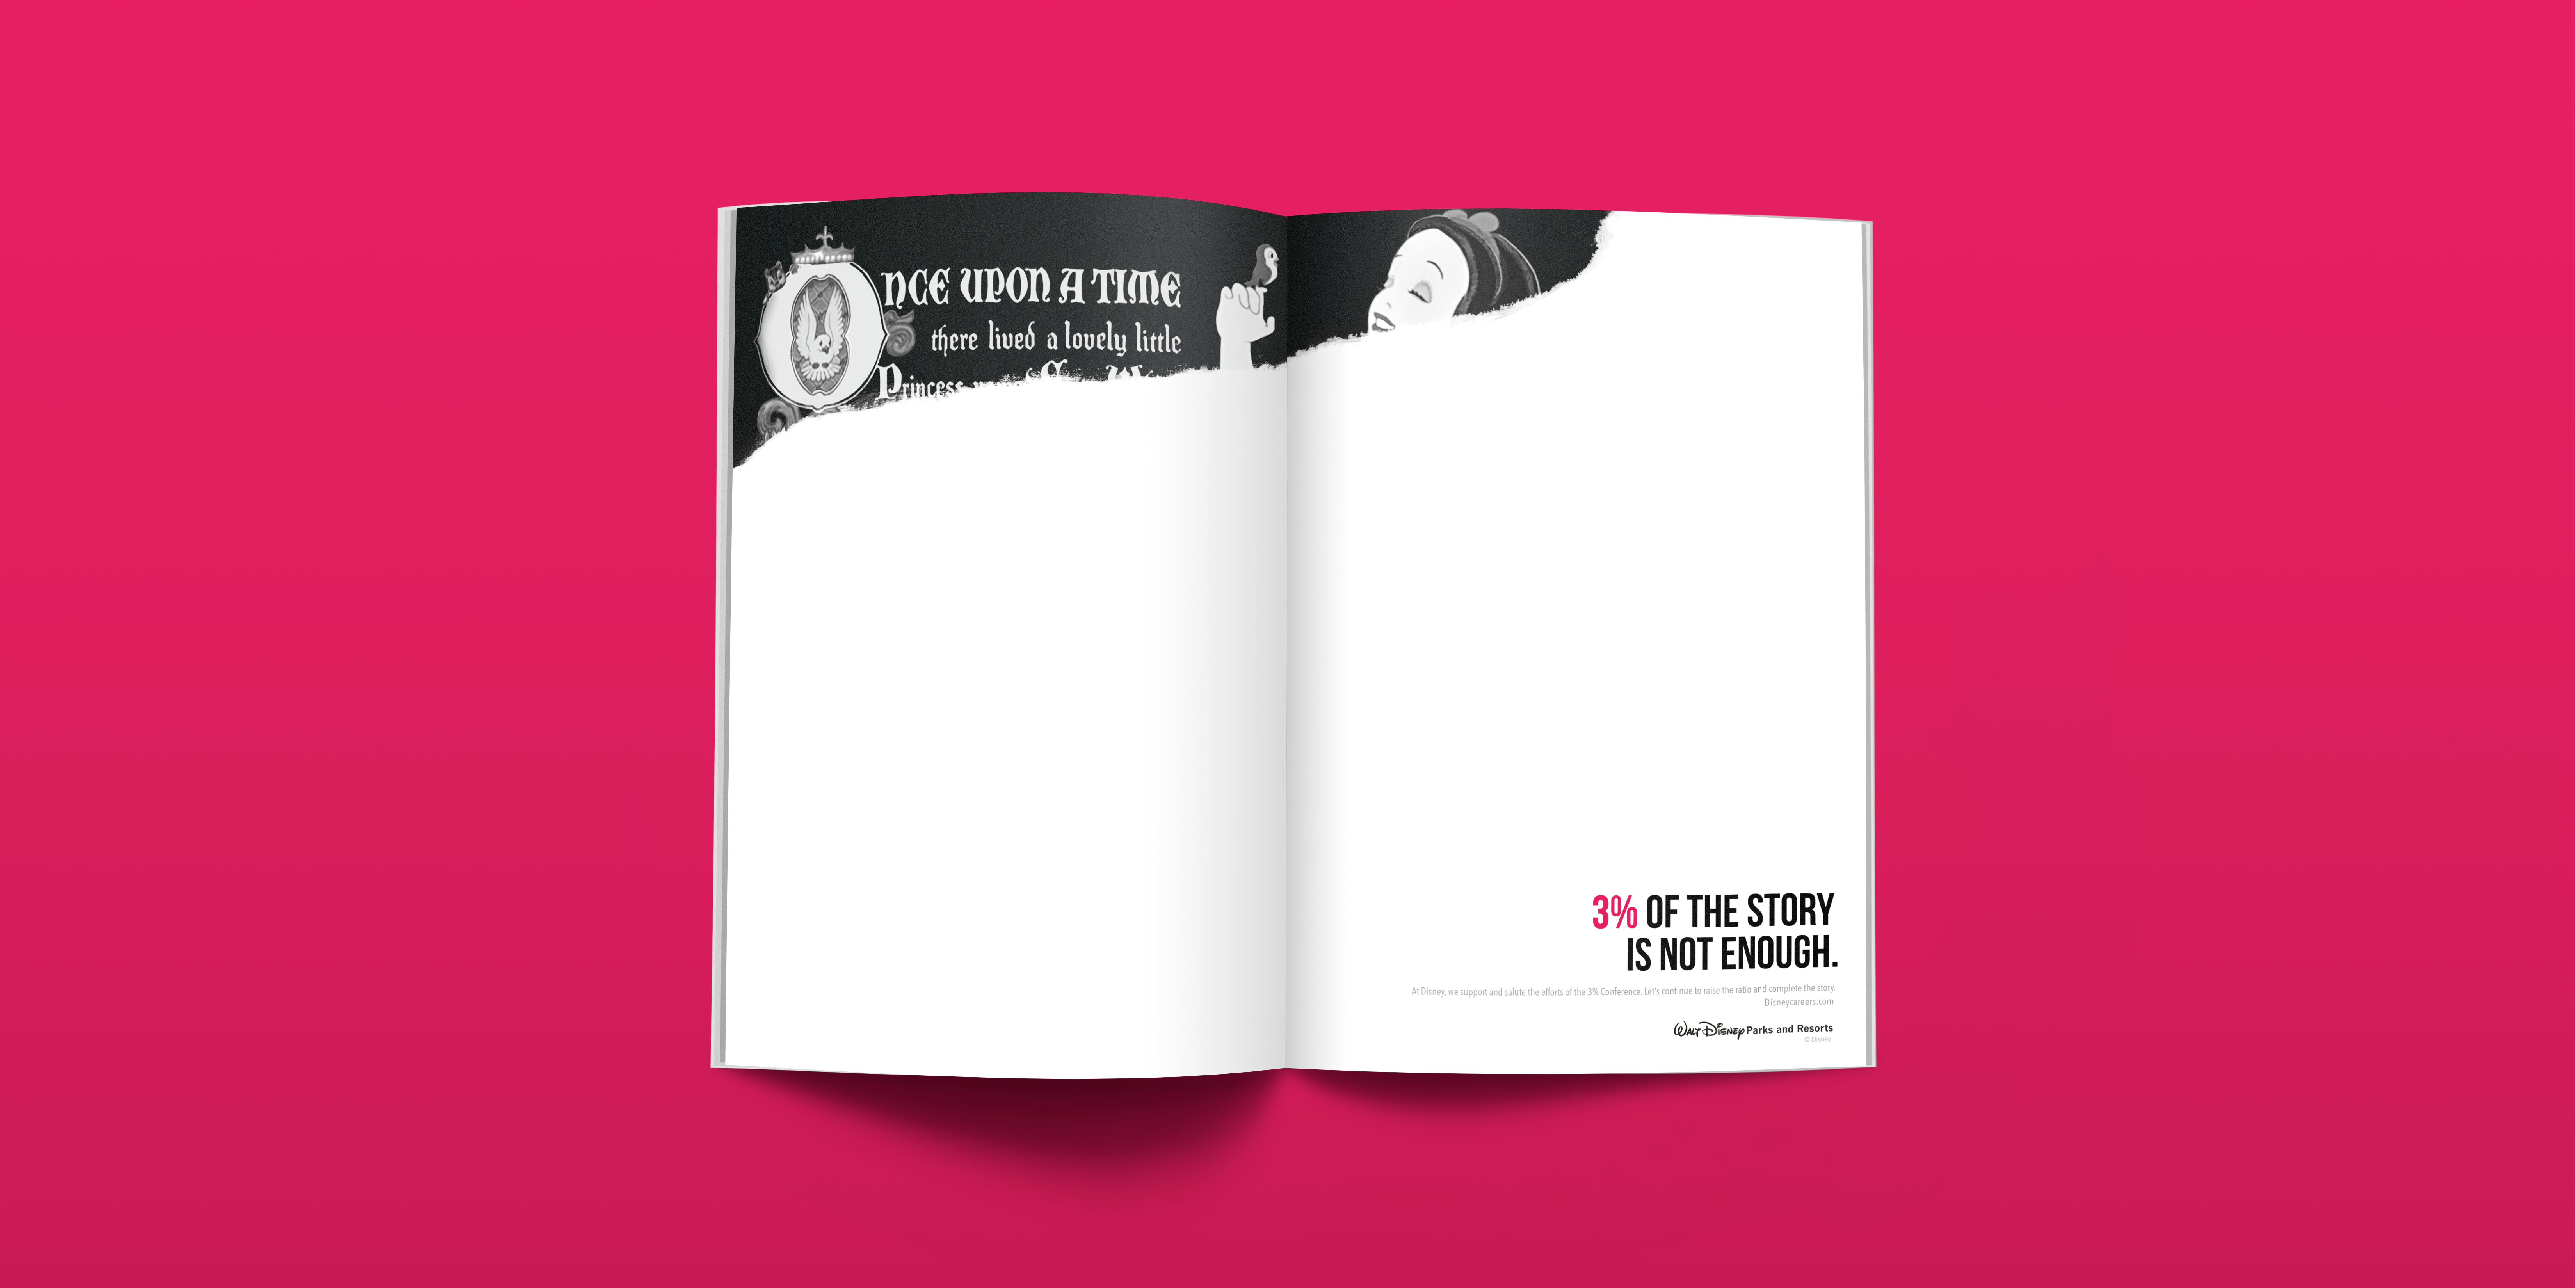 ONCE UPON A TIME
there lived a lovely little
Princess
3% OF THE STORY
IS NOT ENOUGH.
At Disney, we support and salute the efforts of the 3% Conference. Let's continue to raise the ratio and complete the story.
Disneycareers.com
WALT DISNEY Parks and Resorts
© Disney